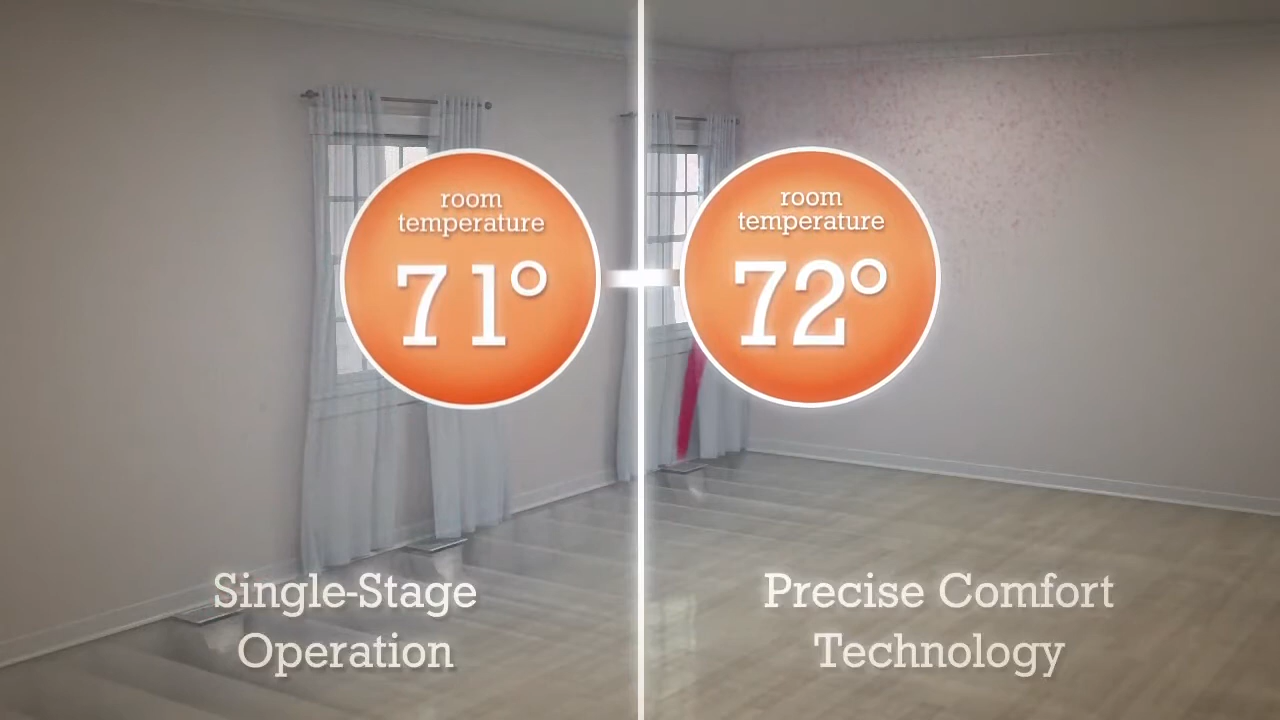 room
temperature
71°
room
temperature
72°
Single-Stage
Operation
Precise Comfort
Technology